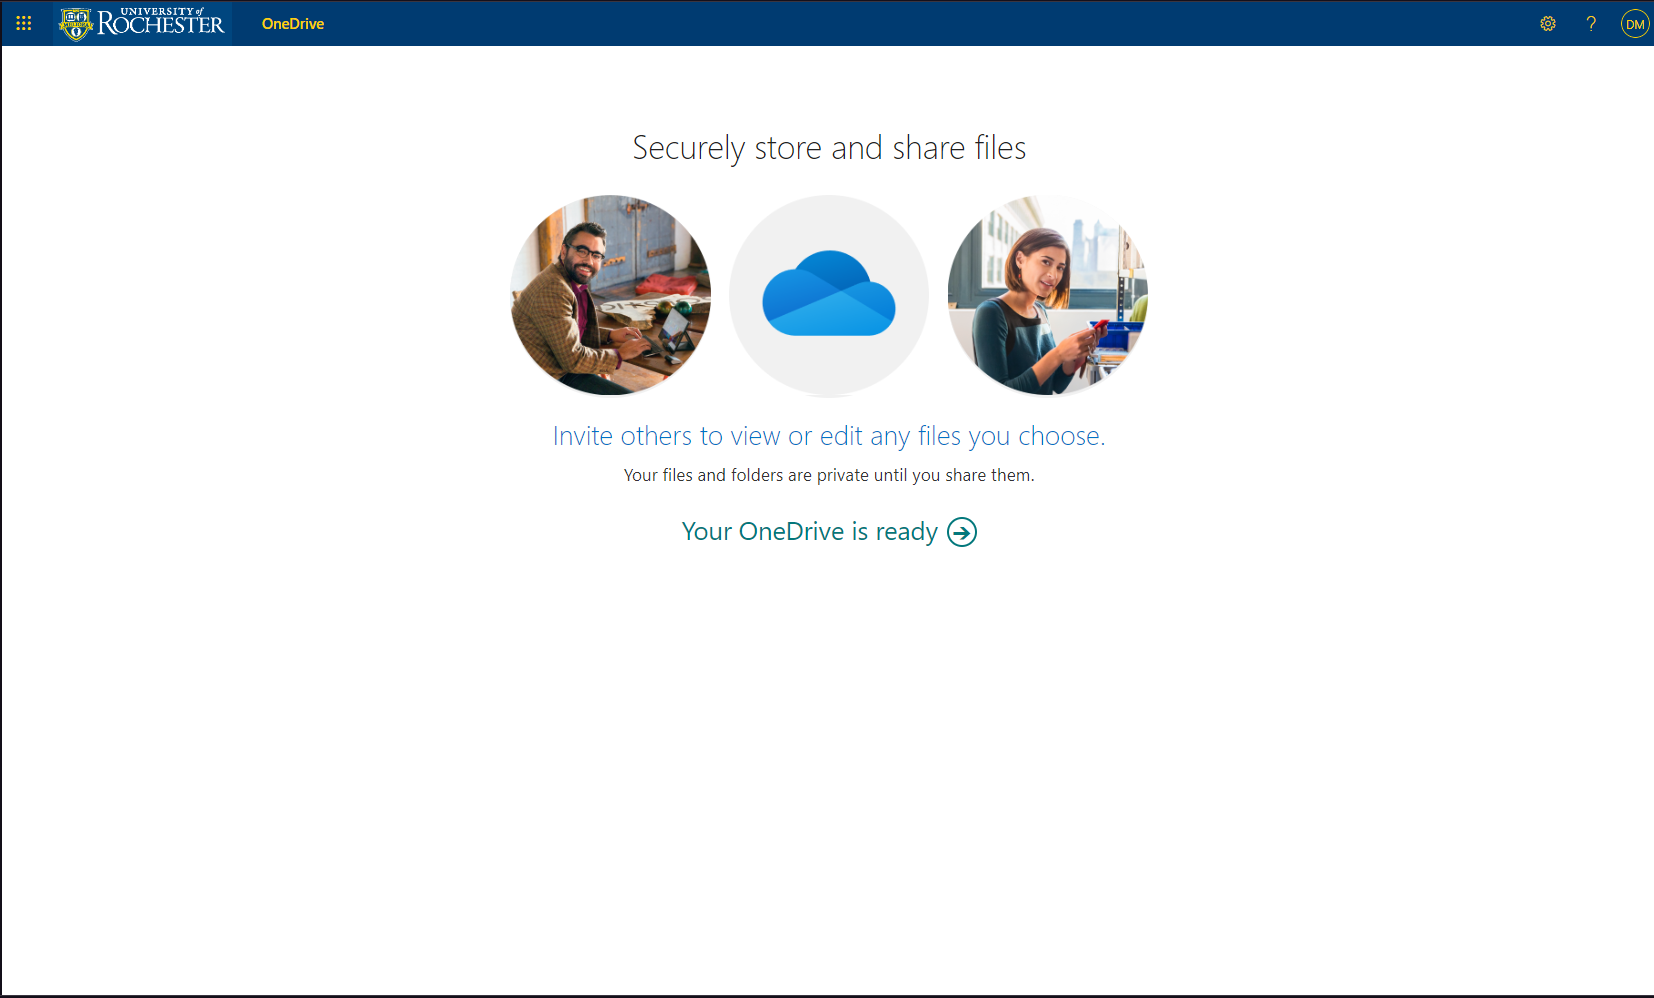 UNIVERSITY of
ROCHESTER
OneDrive
?
DM
Securely store and share files
Invite others to view or edit any files you choose.
Your files and folders are private until you share them.
Your OneDrive is ready